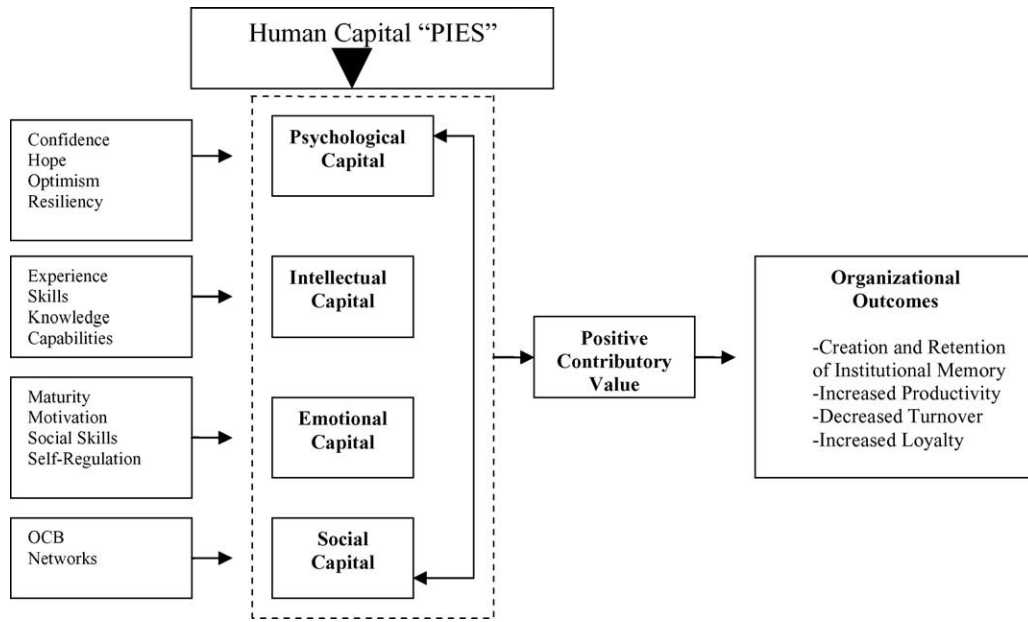 Human Capital “PIES”
Confidence
Hope
Optimism
Resiliency
Psychological
Capital
Experience
Skills
Knowledge
Capabilities
Intellectual
Capital
Maturity
Motivation
Social Skills
Self-Regulation
Emotional
Capital
OCB
Networks
Social
Capital
Positive
Contributory
Value
Organizational
Outcomes
-Creation and Retention
of Institutional Memory
-Increased Productivity
-Decreased Turnover
-Increased Loyalty